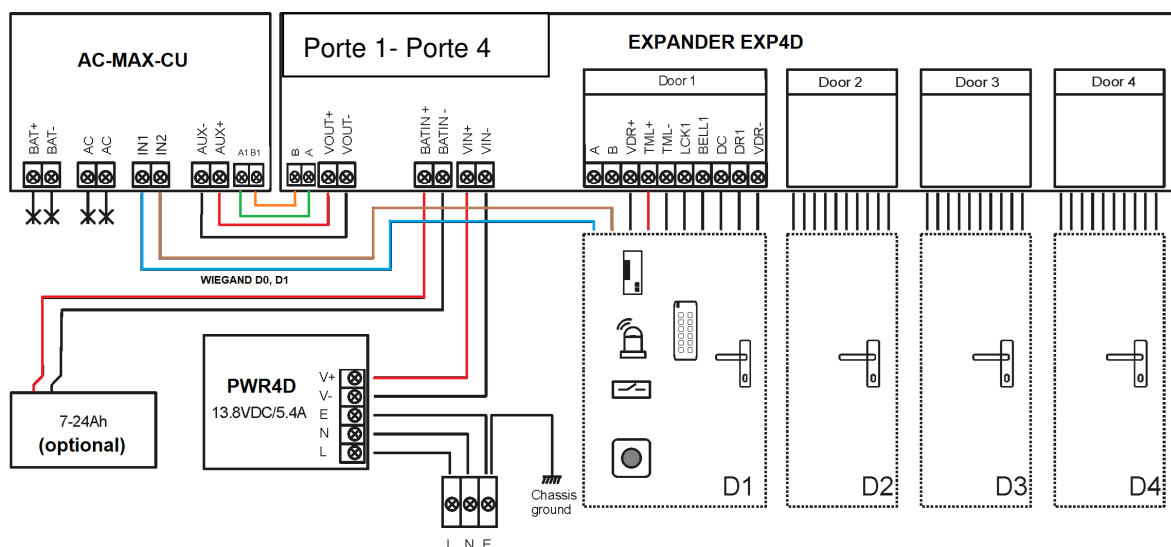 AC-MAX-CU
Porte 1- Porte 4
EXPANDER EXP4D
Door 1
Door 2
Door 3
Door 4
BAT+
BAT-
AC
AC
IN1
IN2
AUX-
AUX+
A1
B1
B
A
VOUT+
VOUT-
BATIN +
BATIN -
VIN+
VIN-
A
B
VDR+
TML+
TML-
LCK1
BELL1
DC
DR1
VDR-
WIEGAND D0, D1
PWR4D
13.8VDC/5.4A
V+
V-
E
N
L
7-24Ah
(optional)
Chassis
ground
L N E
D1
D2
D3
D4